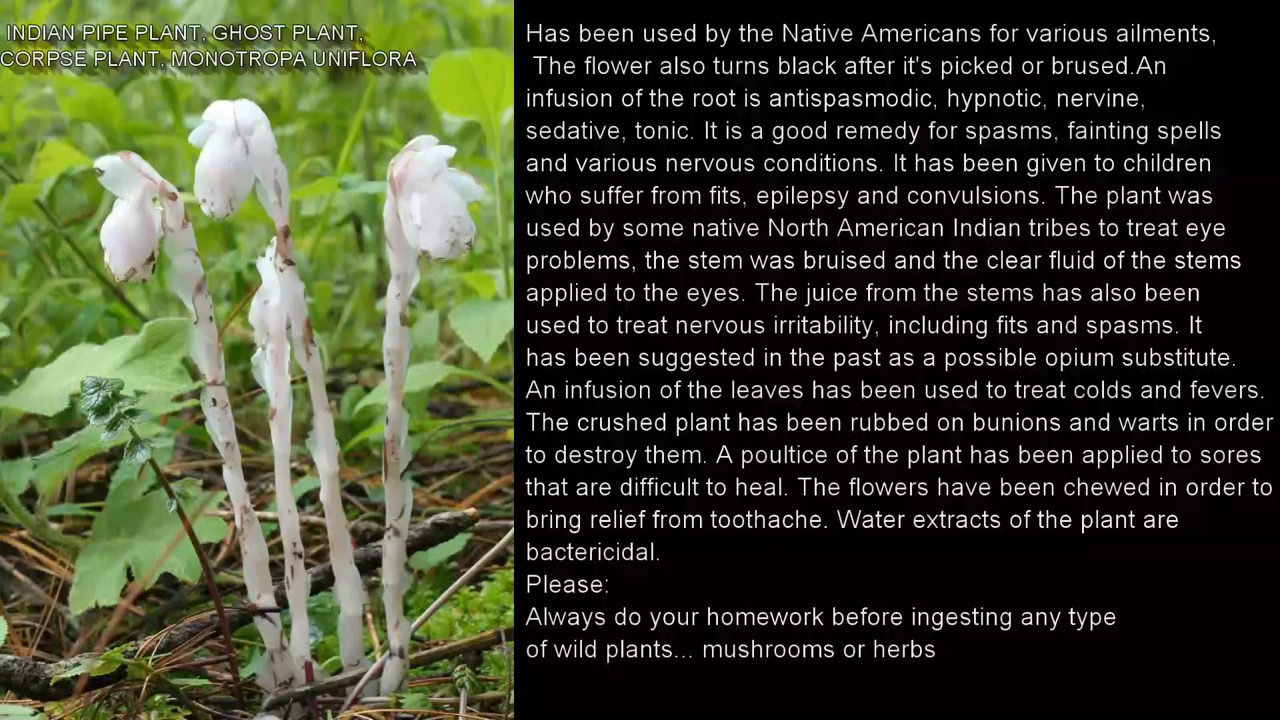 INDIAN PIPE PLANT, GHOST PLANT,
CORPSE PLANT, MONOTROPA UNIFLORA
Has been used by the Native Americans for various ailments,
The flower also turns black after it's picked or brused.An
infusion of the root is antispasmodic, hypnotic, nervine,
sedative, tonic. It is a good remedy for spasms, fainting spells
and various nervous conditions. It has been given to children
who suffer from fits, epilepsy and convulsions. The plant was
used by some native North American Indian tribes to treat eye
problems, the stem was bruised and the clear fluid of the stems
applied to the eyes. The juice from the stems has also been
used to treat nervous irritability, including fits and spasms. It
has been suggested in the past as a possible opium substitute.
An infusion of the leaves has been used to treat colds and fevers.
The crushed plant has been rubbed on bunions and warts in order
to destroy them. A poultice of the plant has been applied to sores
that are difficult to heal. The flowers have been chewed in order to
bring relief from toothache. Water extracts of the plant are
bactericidal.
Please:
Always do your homework before ingesting any type
of wild plants... mushrooms or herbs